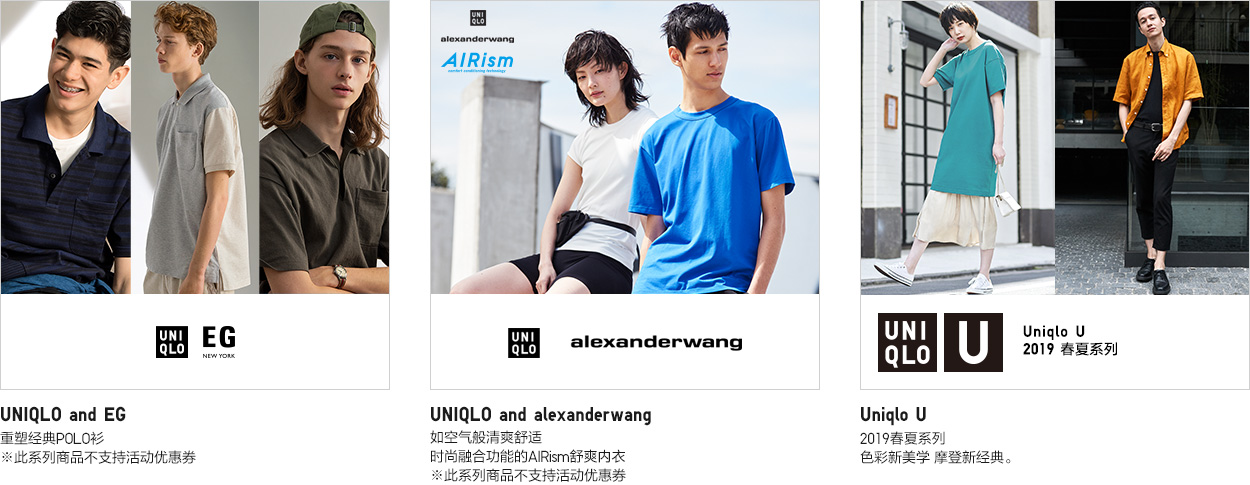 UNI
QLO
EG
NEW YORK
UNIQLO and EG
重塑经典POLO衫
※此系列商品不支持活动优惠券
UNI
QLO
alexanderwang
AIRism
comfort conditioning technology
UNI
QLO
alexanderwang
UNIQLO and alexanderwang
如空气般清爽舒适
时尚融合功能的AIRism舒爽内衣
※此系列商品不支持活动优惠券
UNI
QLO
U
Uniqlo U
2019 春夏系列
Uniqlo U
2019春夏系列
色彩新美学 摩登新经典。